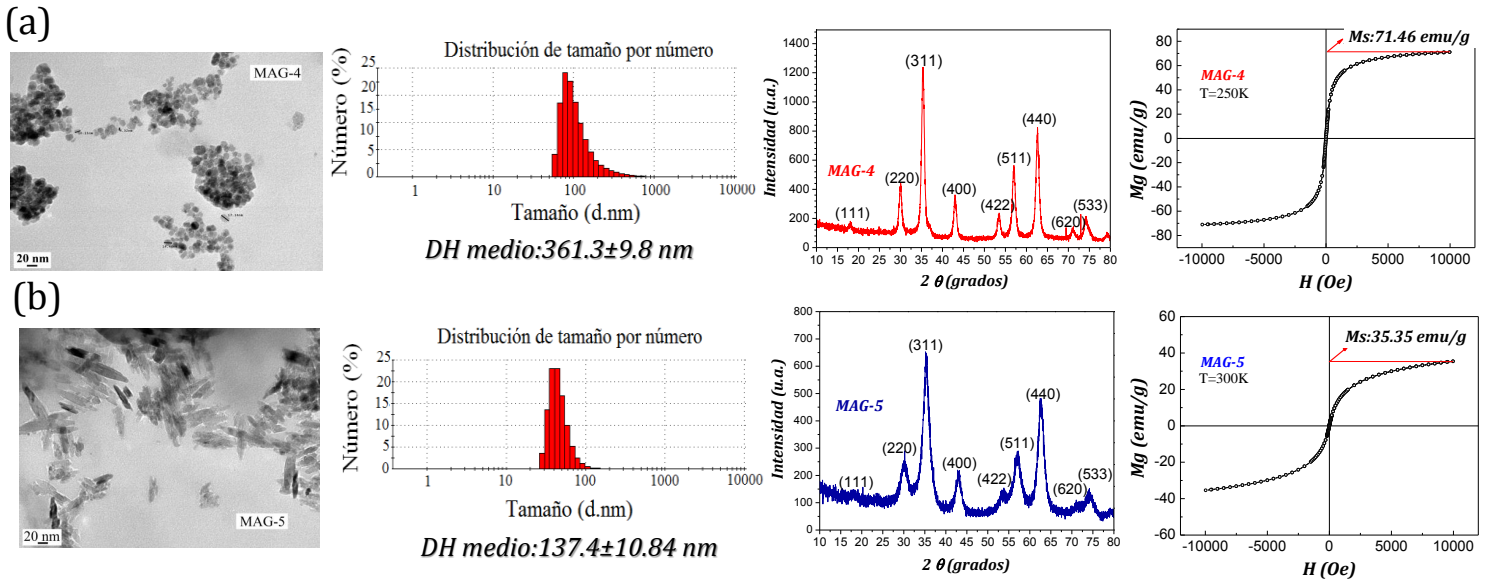 (a)
MAG-4
20 nm
Distribución de tamaño por número
Número (%)
25
20
15
10
5
0
1
10
100
1000
10000
Tamaño (d.nm)
DH medio:361.3±9.8 nm
Intensidad (u.a.)
1400
1200
1000
800
600
400
200
0
MAG-4
(111)
(220)
(311)
(400)
(422)
(511)
(440)
(620)
(533)
10 15 20 25 30 35 40 45 50 55 60 65 70 75 80
2 θ (grados)
Mg (emu/g)
80
60
40
20
0
-20
-40
-60
-80
Ms:71.46 emu/g
MAG-4
T=250K
-10000 -5000 0 5000 10000
H (Oe)
(b)
MAG-5
20 nm
Distribución de tamaño por número
Número (%)
25
20
15
10
5
0
1
10
100
1000
10000
Tamaño (d.nm)
DH medio:137.4±10.84 nm
Intensidad (u.a.)
800
700
600
500
400
300
200
100
0
MAG-5
(111)
(220)
(311)
(400)
(422)
(511)
(440)
(620)
(533)
10 15 20 25 30 35 40 45 50 55 60 65 70 75 80
2 θ (grados)
Mg (emu/g)
60
40
20
0
-20
-40
-60
Ms:35.35 emu/g
MAG-5
T=300K
-10000 -5000 0 5000 10000
H (Oe)